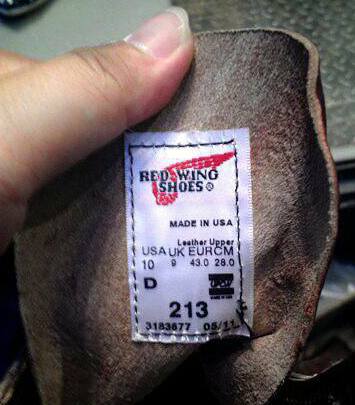 RED WING
SHOES®
MADE IN USA
Leather Upper
USA UK EUR CM
10 9 43.0 28.0
D
213
3183677 05/11